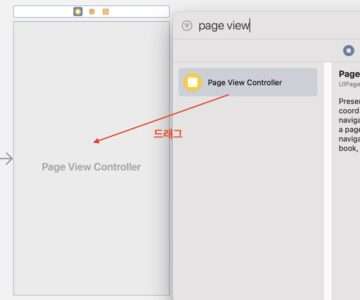 page view
Page View Controller
드래그
Page View Controller
Page
UIPage
Presen
coord
naviga
a page
naviga
book,